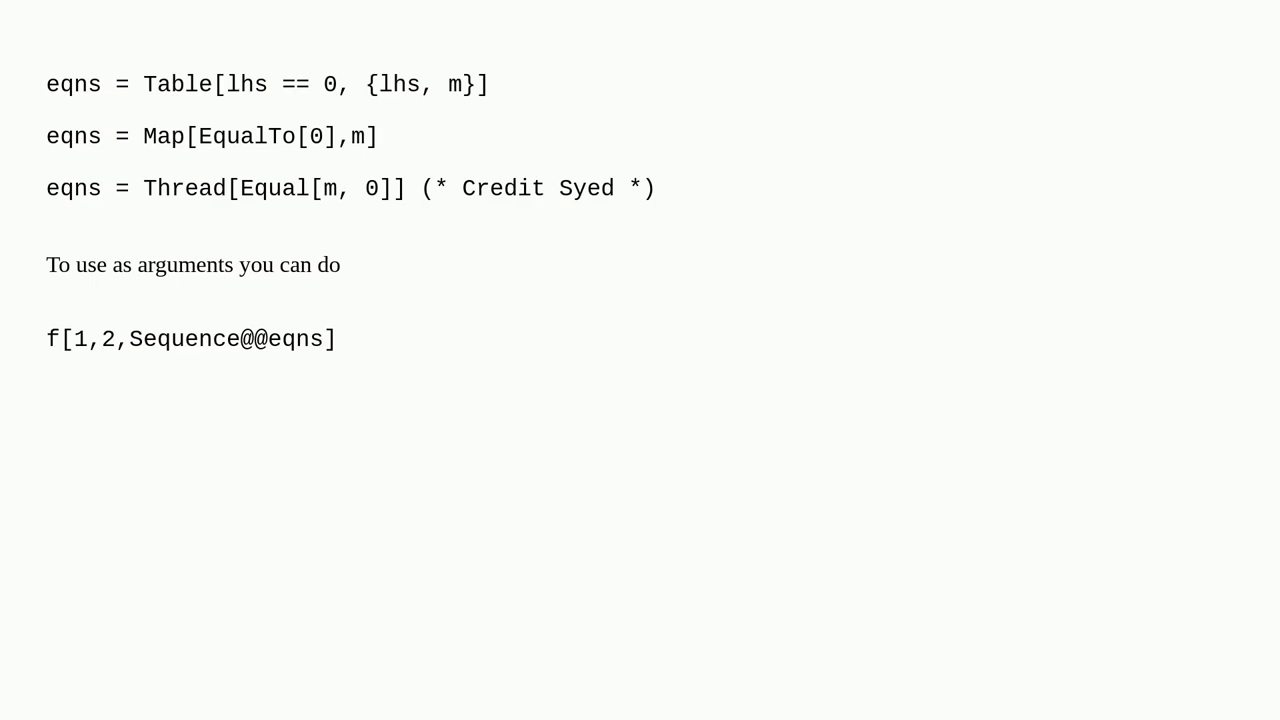 eqns = Table[lhs == 0, {lhs, m}]
eqns = Map[EqualTo[0],m]
eqns = Thread[Equal[m, 0]] (* Credit Syed *)
To use as arguments you can do
f[1,2,Sequence@@eqns]